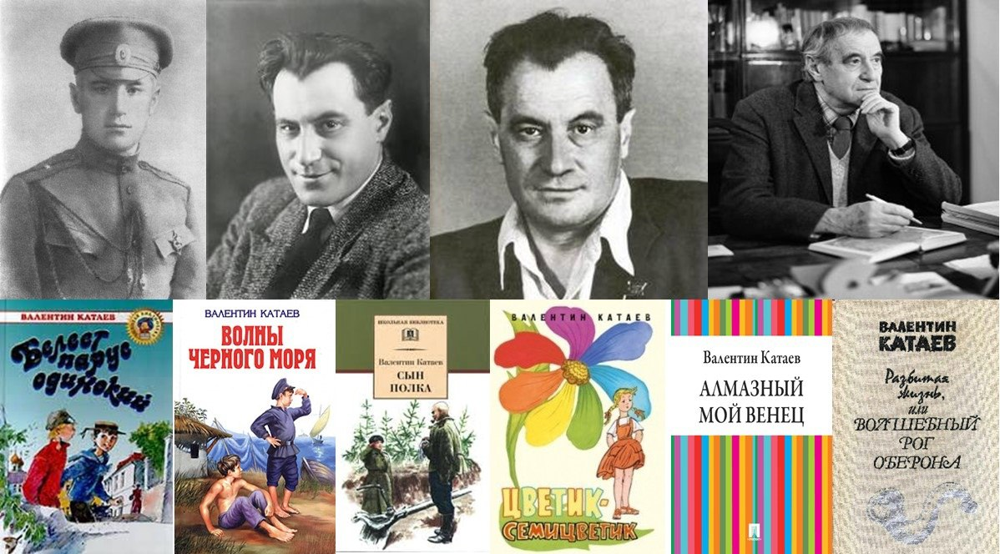 ВАЛЕНТИН КАТАЕВ
Белеет
парус
одинокий
ВАЛЕНТИН КАТАЕВ
ВОЛНЫ
ЧЕРНОГО МОРЯ
ШКОЛЬНАЯ БИБЛИОТЕКА
Валентин Катаев
СЫН
ПОЛКА
ВАЛЕНТИН КАТАЕВ
ЦВЕТИК-
СЕМИЦВЕТИК
Валентин Катаев
АЛМАЗНЫЙ
МОЙ ВЕНЕЦ
ВАЛЕНТИН
КАТАЕВ
Разбитая
жизнь,
или
ВОЛШЕБНЫЙ
РОГ
ОБЕРОНА